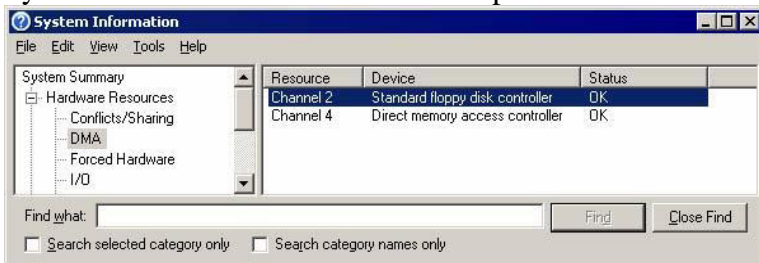 System Information
File Edit View Tools Help
System Summary
Hardware Resources
Conflicts/Sharing
DMA
Forced Hardware
I/O
Resource Device Status
Channel 2 Standard floppy disk controller OK
Channel 4 Direct memory access controller OK
Find what: Find Close Find
Search selected category only Search category names only